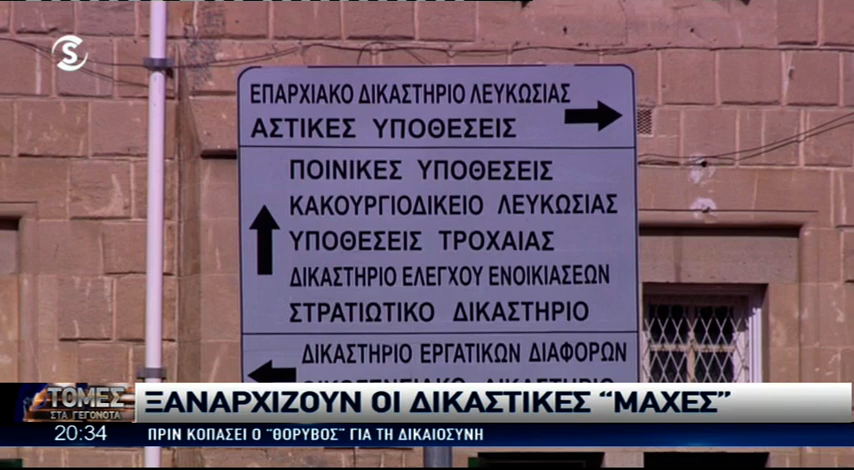 S
ΕΠΑΡΧΙΑΚΟ ΔΙΚΑΣΤΗΡΙΟ ΛΕΥΚΩΣΙΑΣ
ΑΣΤΙΚΕΣ ΥΠΟΘΕΣΕΙΣ
ΠΟΙΝΙΚΕΣ ΥΠΟΘΕΣΕΙΣ
ΚΑΚΟΥΡΓΙΟΔΙΚΕΙΟ ΛΕΥΚΩΣΙΑΣ
ΥΠΟΘΕΣΕΙΣ ΤΡΟΧΑΙΑΣ
ΔΙΚΑΣΤΗΡΙΟ ΕΛΕΓΧΟΥ ΕΝΟΙΚΙΑΣΕΩΝ
ΣΤΡΑΤΙΩΤΙΚΟ ΔΙΚΑΣΤΗΡΙΟ
ΔΙΚΑΣΤΗΡΙΟ ΕΡΓΑΤΙΚΩΝ ΔΙΑΦΟΡΩΝ
ΤΟΜΕΣ
ΣΤΑ ΓΕΓΟΝΟΤΑ
ΞΑΝΑΡΧΙΖΟΥΝ ΟΙ ΔΙΚΑΣΤΙΚΕΣ “ΜΑΧΕΣ”
20:34
ΠΡΙΝ ΚΟΠΑΣΕΙ Ο “ΘΟΡΥΒΟΣ” ΓΙΑ ΤΗ ΔΙΚΑΙΟΣΥΝΗ